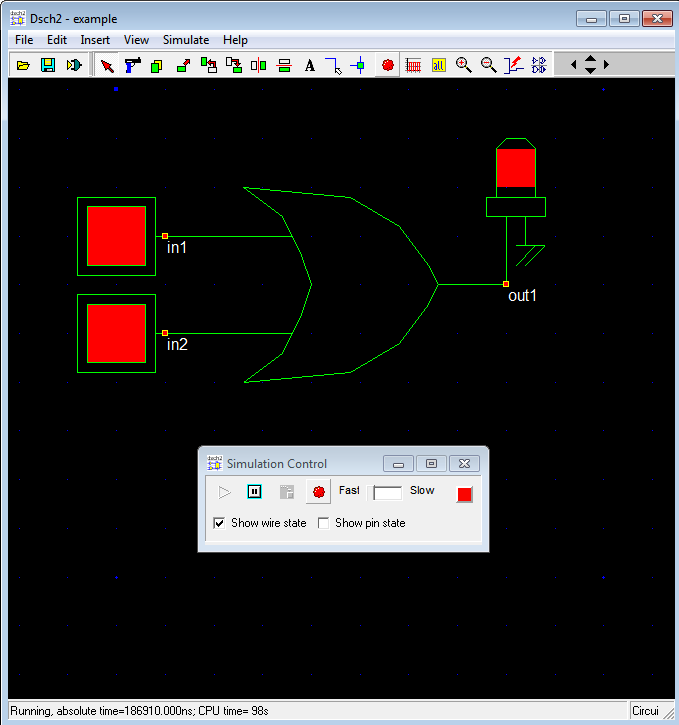 Dsch2 - example
File Edit Insert View Simulate Help
A
all
in1
out1
in2
Simulation Control
Fast Slow
Show wire state Show pin state
Running, absolute time=186910.000ns; CPU time= 98s Circui